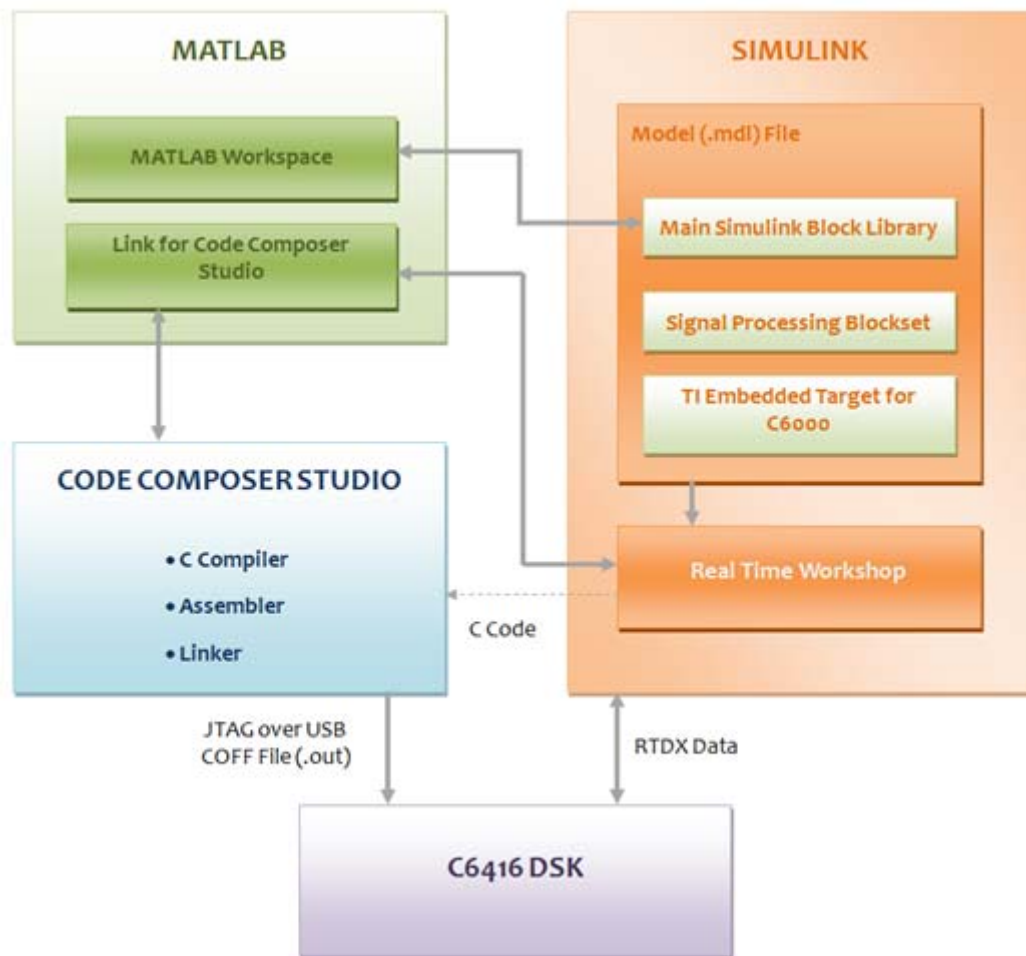 MATLAB
MATLAB Workspace
Link for Code Composer
Studio
SIMULINK
Model (.mdl) File
Main Simulink Block Library
Signal Processing Blockset
TI Embedded Target for
C6000
Real Time Workshop
CODE COMPOSER STUDIO
• C Compiler
• Assembler
• Linker
C Code
JTAG over USB
COFF File (.out)
RTDX Data
C6416 DSK